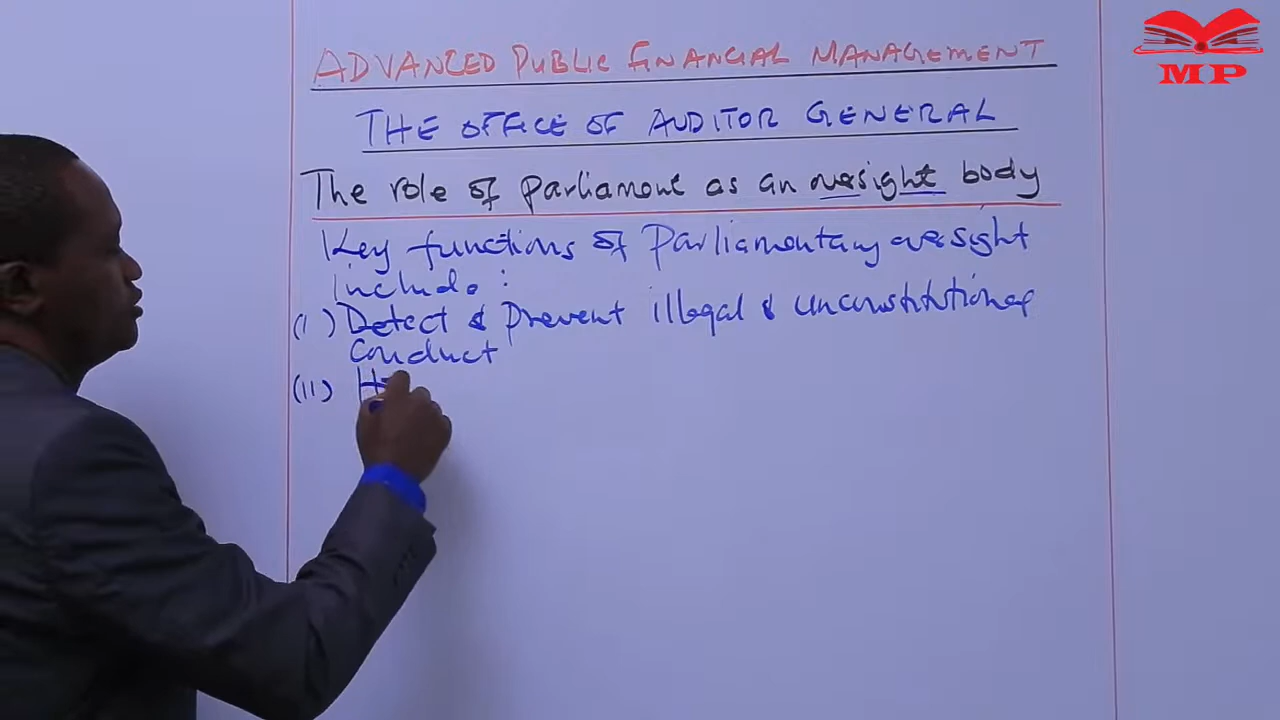 ADVANCED PUBLIC FINANCIAL MANAGEMENT
MP
THE OFFICE OF AUDITOR GENERAL
The role of parliament as an oversight body
Key functions of Parliamentary oversight
include:
(i) Detect & prevent illegal & unconstitutional
conduct
(ii) H